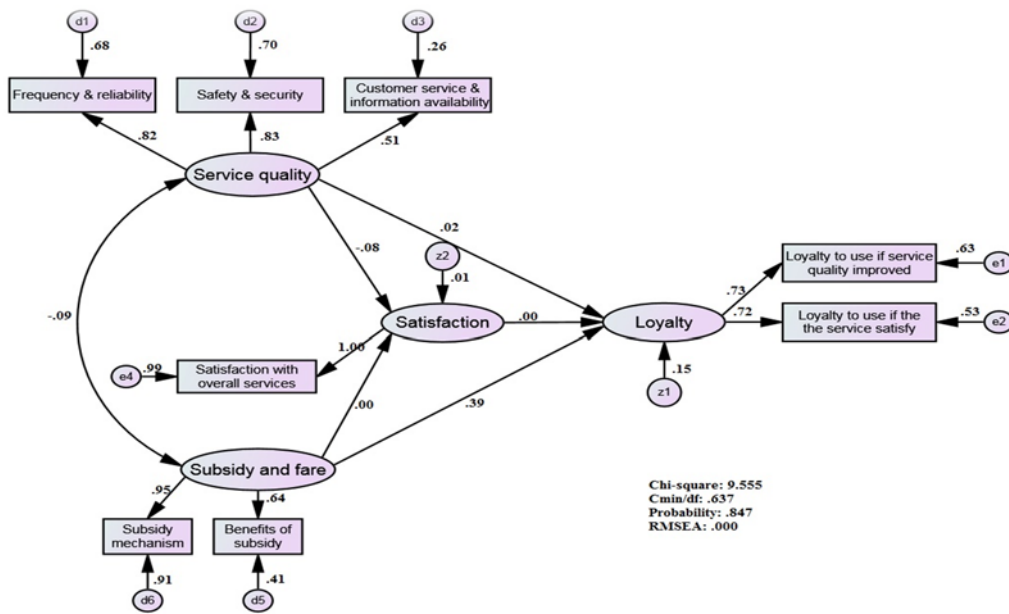 d1
d2
d3
.68
.70
.26
Frequency & reliability
Safety & security
Customer service &
information availability
.82
.83
.51
Service quality
.02
-.08
z2
.01
-.09
Satisfaction
.00
Loyalty
.73
.72
Loyalty to use if service
quality improved
.63
e1
Loyalty to use if the
the service satisfy
.53
e2
1.00
e4
.99
Satisfaction with
overall services
.00
.39
.15
z1
Subsidy and fare
.95
.64
Subsidy
mechanism
Benefits of
subsidy
.91
.41
d6
d5
Chi-square: 9.555
Cmin/df: .637
Probability: .847
RMSEA: .000